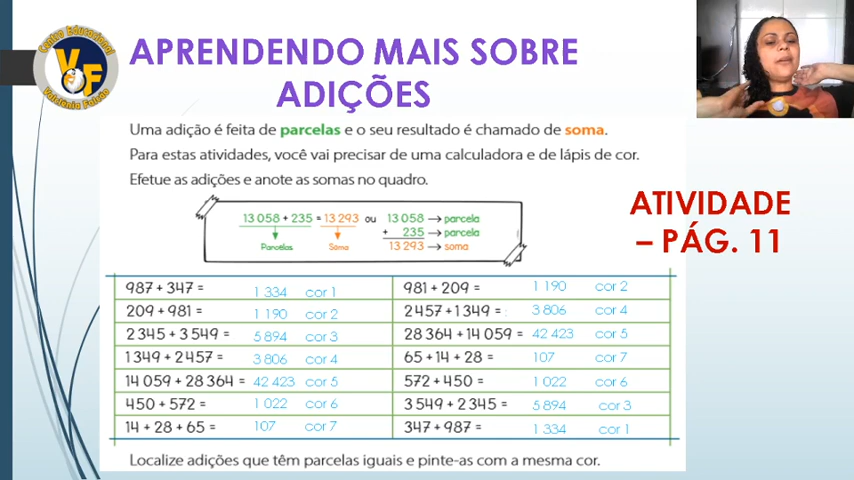 Centro Educacional
VOF
Valclânia Falcão
APRENDENDO MAIS SOBRE
ADIÇÕES
Uma adição é feita de parcelas e o seu resultado é chamado de soma.
Para estas atividades, você vai precisar de uma calculadora e de lápis de cor.
Efetue as adições e anote as somas no quadro.
13 058 + 235 = 13 293 ou 13 058 → parcela
+ 235 → parcela
Parcelas Soma 13 293 → soma
ATIVIDADE
– PÁG. 11
987 + 347 = 1 334 cor 1 981 + 209 = 1 190 cor 2
209 + 981 = 1 190 cor 2 2 457 + 1 349 = 3 806 cor 4
2 345 + 3 549 = 5 894 cor 3 28 364 + 14 059 = 42 423 cor 5
1 349 + 2 457 = 3 806 cor 4 65 + 14 + 28 = 107 cor 7
14 059 + 28 364 = 42 423 cor 5 572 + 450 = 1 022 cor 6
450 + 572 = 1 022 cor 6 3 549 + 2 345 = 5 894 cor 3
14 + 28 + 65 = 107 cor 7 347 + 987 = 1 334 cor 1
Localize adições que têm parcelas iguais e pinte-as com a mesma cor.